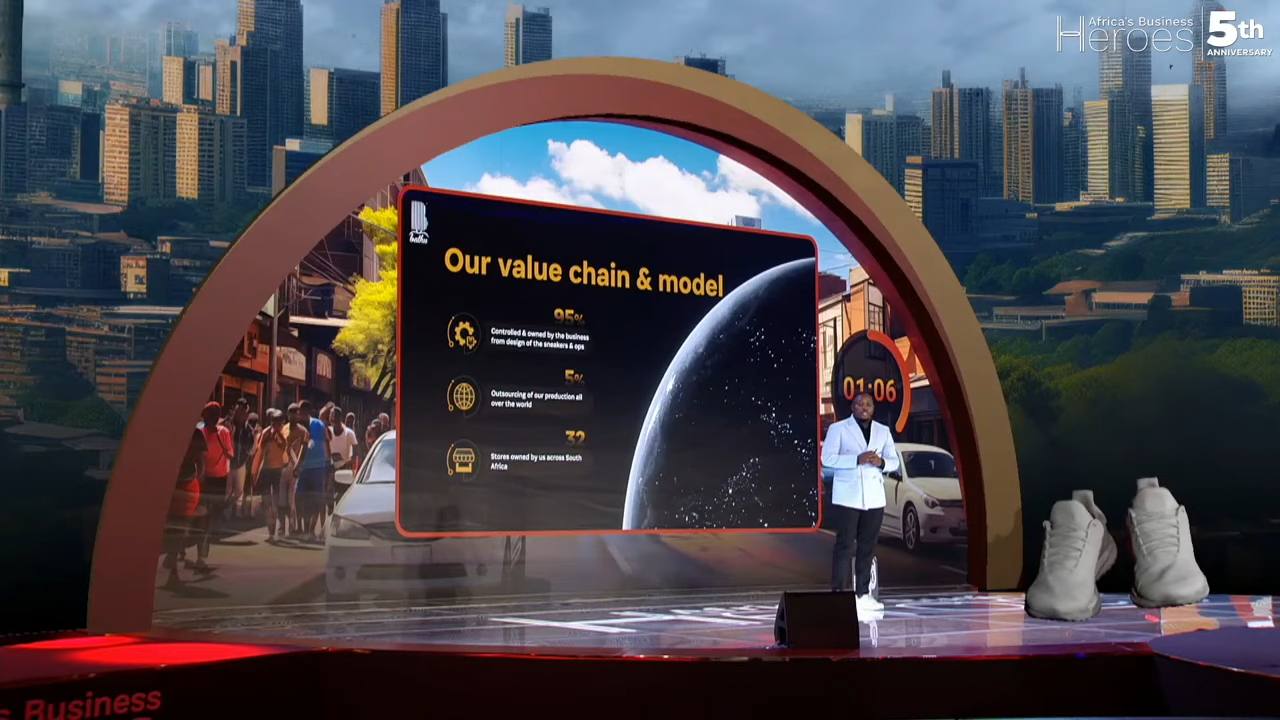 Africa's Business
Heroes
5th
ANNIVERSARY
bathu
Our value chain & model
95%
Controlled & owned by the business
from design of the sneakers & ops
5%
Outsourcing of our production all
over the world
32
Stores owned by us across South
Africa
01:06
s Business